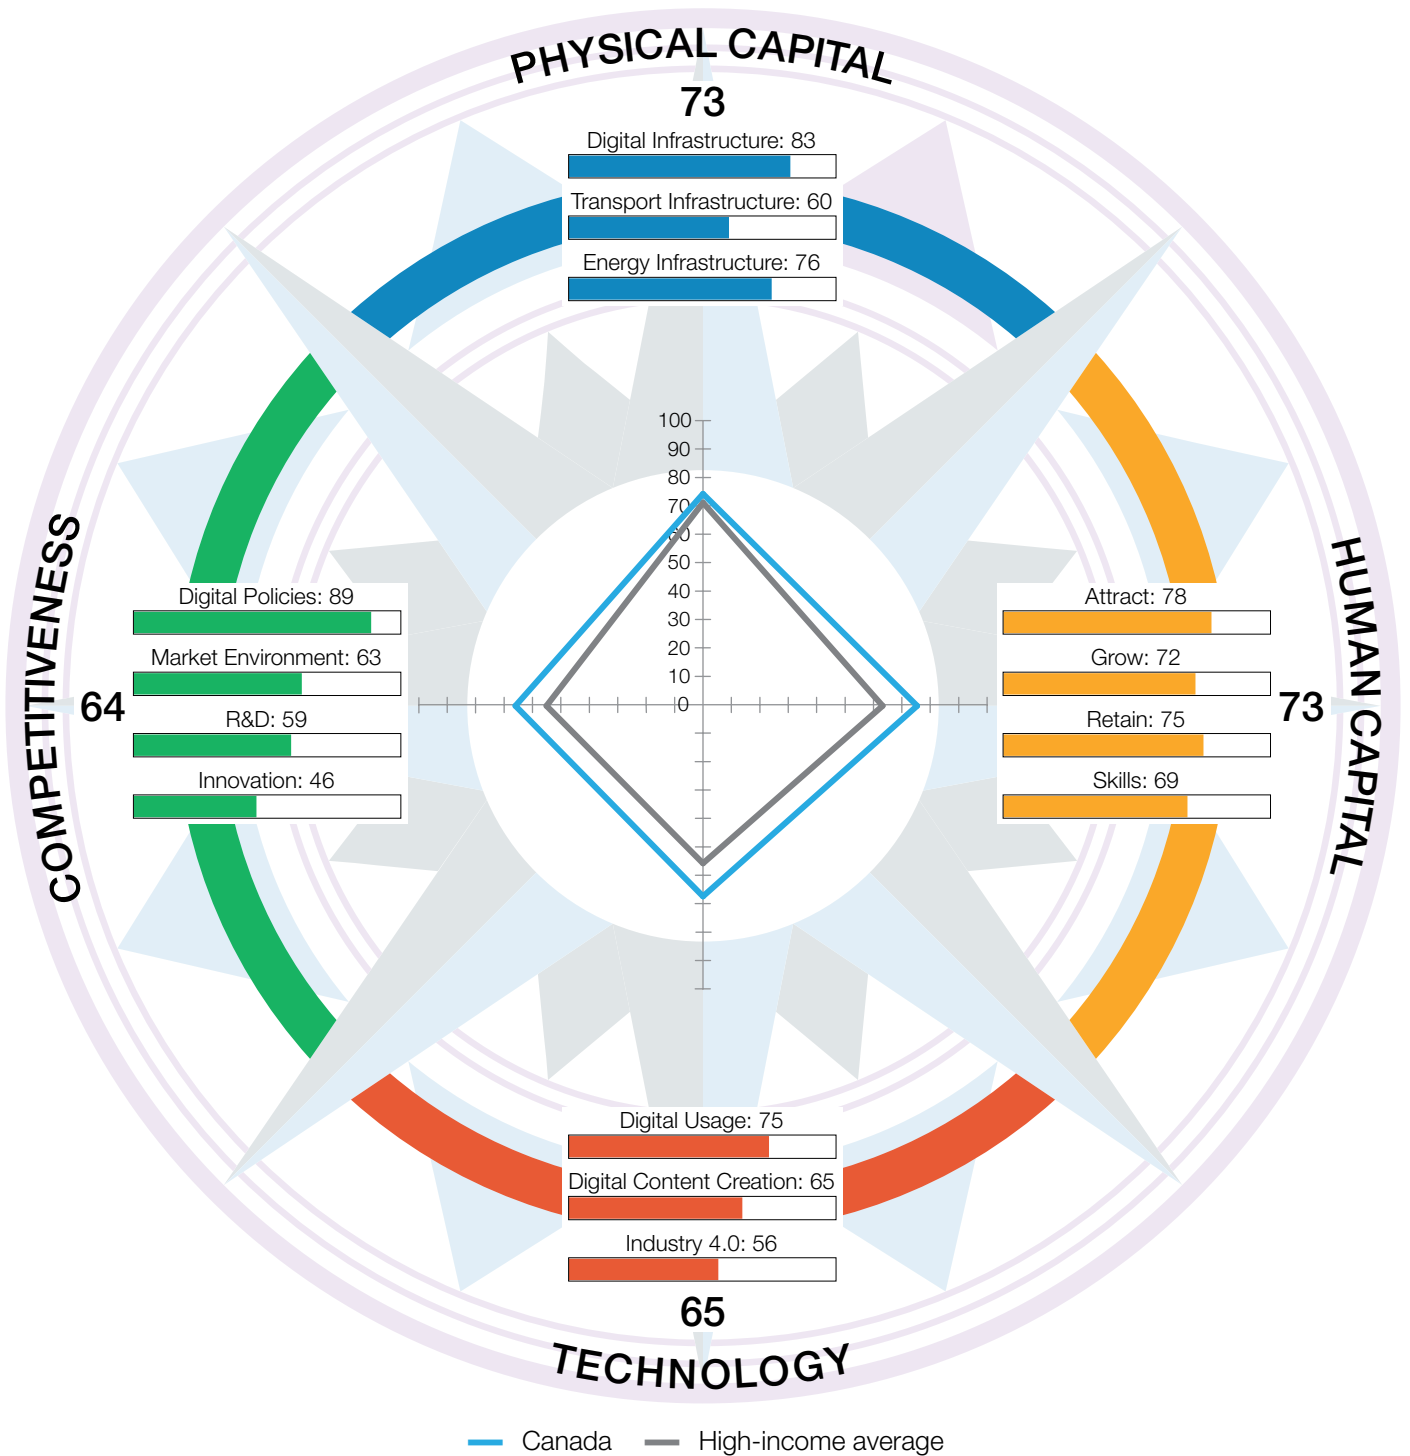 PHYSICAL CAPITAL
73
Digital Infrastructure: 83
Transport Infrastructure: 60
Energy Infrastructure: 76
100
90
80
70
60
50
40
30
20
10
0
COMPETITIVENESS
64
Digital Policies: 89
Market Environment: 63
R&D: 59
Innovation: 46
HUMAN CAPITAL
73
Attract: 78
Grow: 72
Retain: 75
Skills: 69
Digital Usage: 75
Digital Content Creation: 65
Industry 4.0: 56
65
TECHNOLOGY
Canada
High-income average